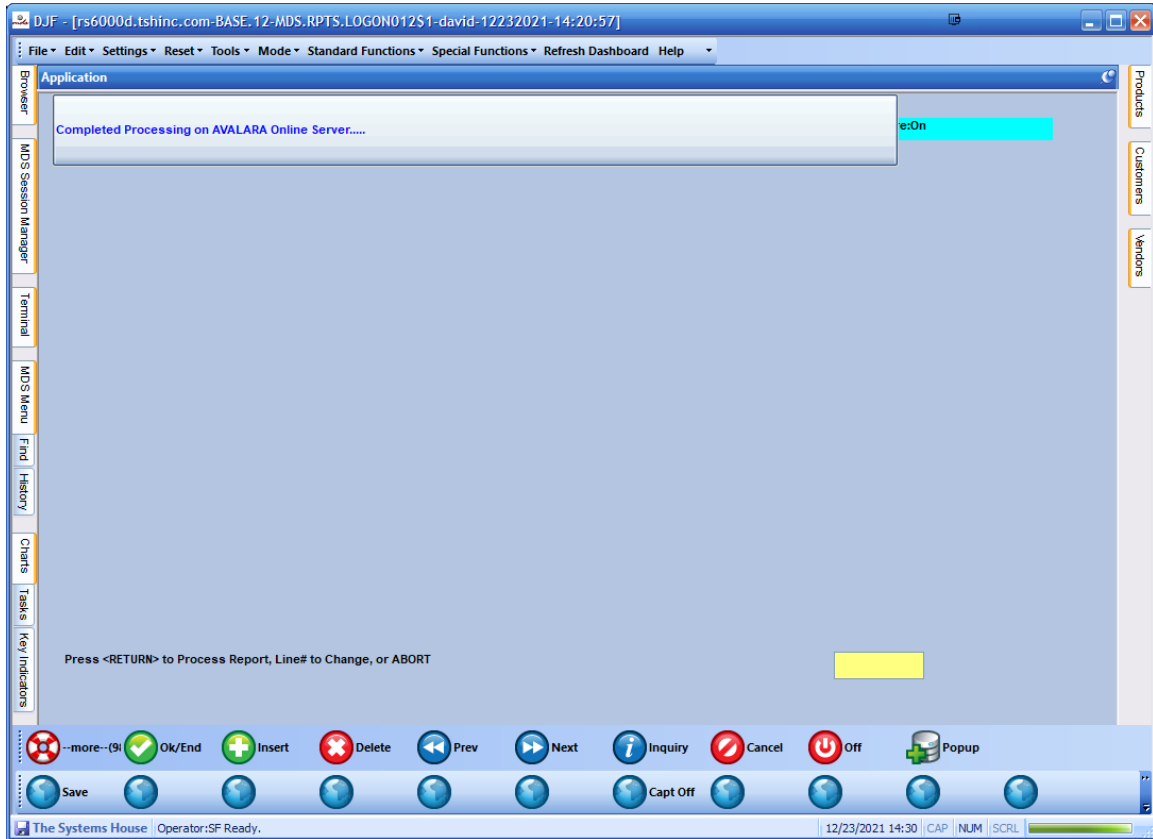 DJF - [rs6000d.tshinc.com-BASE.12-MDS.RPTS.LOGON012S1-david-12232021-14:20:57]
File Edit Settings Reset Tools Mode Standard Functions Special Functions Refresh Dashboard Help
Application
Completed Processing on AVALARA Online Server.....
e:On
Browser
MDS Session Manager
Terminal
MDS Menu
Find
History
Charts
Tasks
Key Indicators
Products
Customers
Vendors
Press <RETURN> to Process Report, Line# to Change, or ABORT
--more--(9 Ok/End Insert Delete Prev Next Inquiry Cancel Off Popup
Save Capt Off
The Systems House Operator:SF Ready. 12/23/2021 14:30 CAP NUM SCRL